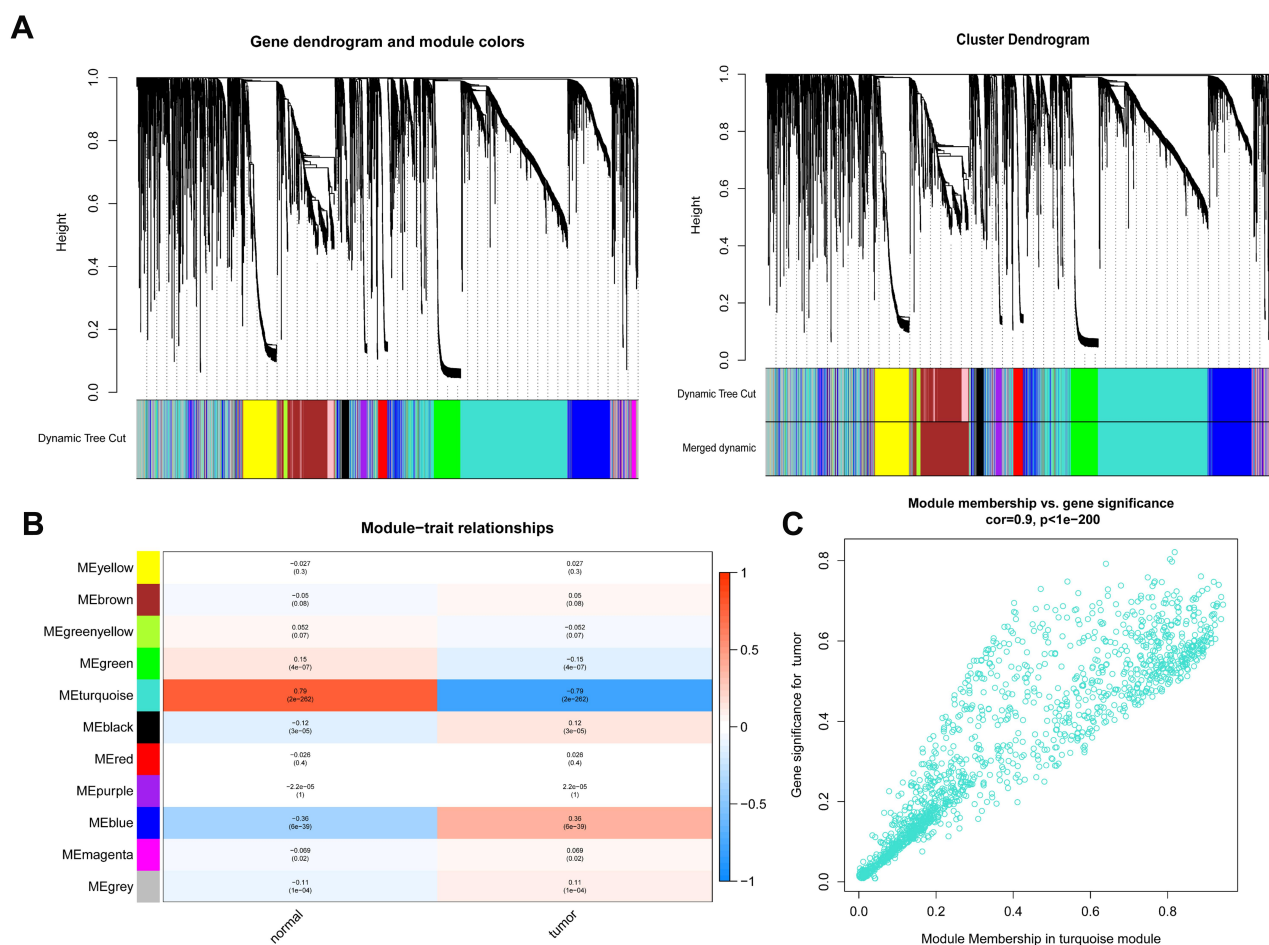 A
Gene dendrogram and module colors
Height
1.0
0.8
0.6
0.4
0.2
0.0
Dynamic Tree Cut
Cluster Dendrogram
Height
1.0
0.8
0.6
0.4
0.2
0.0
Dynamic Tree Cut
Merged dynamic
B
Module−trait relationships
MEyellow
−0.027
(0.3)
0.027
(0.3)
MEbrown
−0.05
(0.08)
0.05
(0.08)
MEgreenyellow
0.052
(0.07)
−0.052
(0.07)
MEgreen
0.15
(4e−07)
−0.15
(4e−07)
MEturquoise
0.79
(2e−262)
−0.79
(2e−262)
MEblack
−0.12
(3e−05)
0.12
(3e−05)
MEred
−0.026
(0.4)
0.026
(0.4)
MEpurple
−2.2e−05
(1)
2.2e−05
(1)
MEblue
−0.36
(6e−39)
0.36
(6e−39)
MEmagenta
−0.069
(0.02)
0.069
(0.02)
MEgrey
−0.11
(1e−04)
0.11
(1e−04)
normal
tumor
1
0.5
0
−0.5
−1
C
Module membership vs. gene significance
cor=0.9, p<1e−200
Gene significance for tumor
0.8
0.6
0.4
0.2
0.0
0.0
0.2
0.4
0.6
0.8
Module Membership in turquoise module